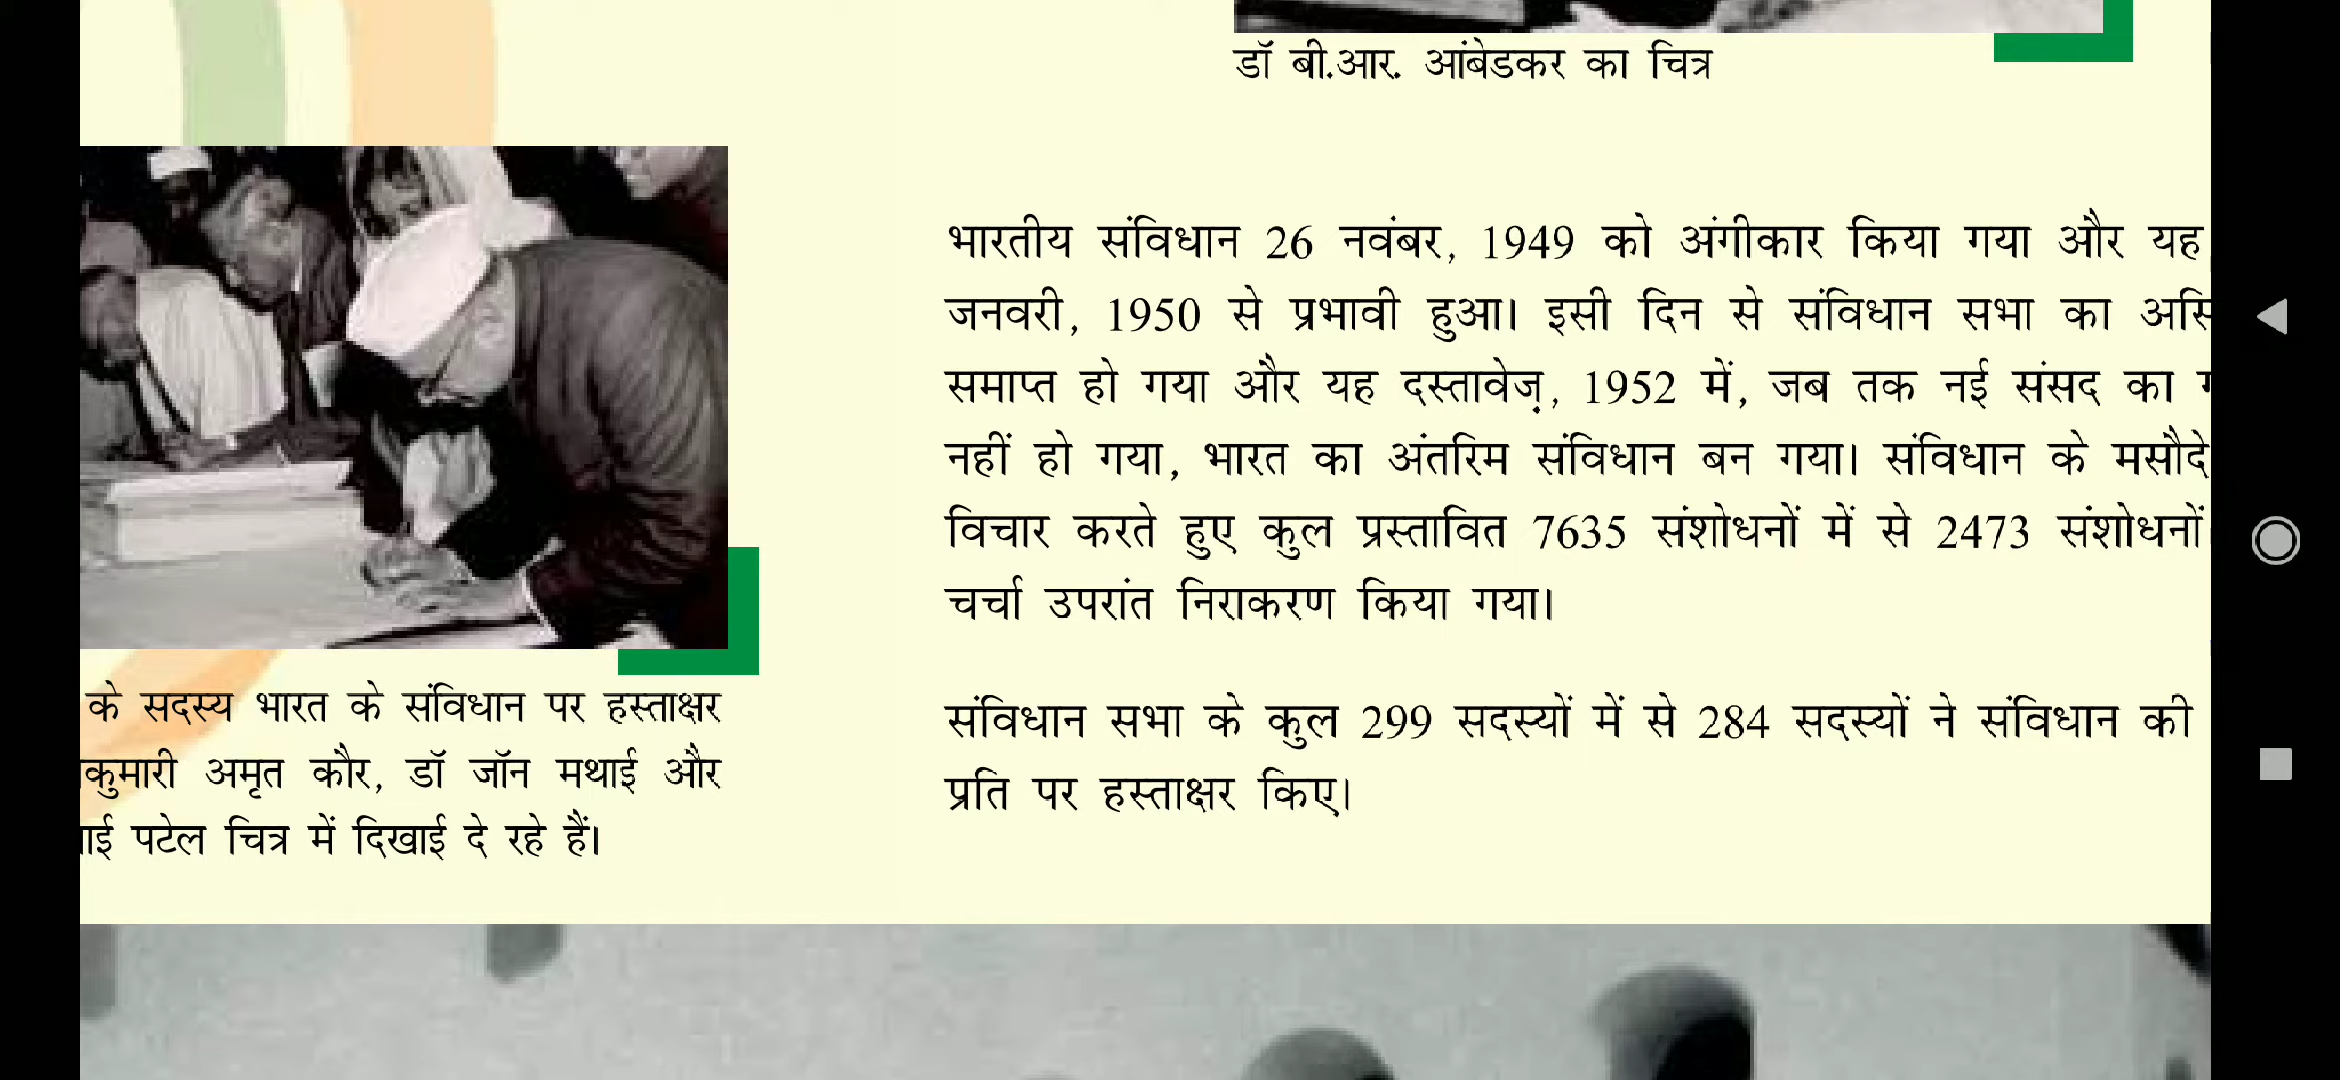 डॉ बी.आर. आंबेडकर का चित्र
भारतीय संविधान 26 नवंबर, 1949 को अंगीकार किया गया और यह
जनवरी, 1950 से प्रभावी हुआ। इसी दिन से संविधान सभा का
समाप्त हो गया और यह दस्तावेज़, 1952 में, जब तक नई संसद का
नहीं हो गया, भारत का अंतरिम संविधान बन गया। संविधान के मसौदे
विचार करते हुए कुल प्रस्तावित 7635 संशोधनों में से 2473 संशोधनों
चर्चा उपरांत निराकरण किया गया।
संविधान सभा के कुल 299 सदस्यों में से 284 सदस्यों ने संविधान की
प्रति पर हस्ताक्षर किए।
के सदस्य भारत के संविधान पर हस्ताक्षर
कुमारी अमृत कौर, डॉ जॉन मथाई और
पटेल चित्र में दिखाई दे रहे हैं।